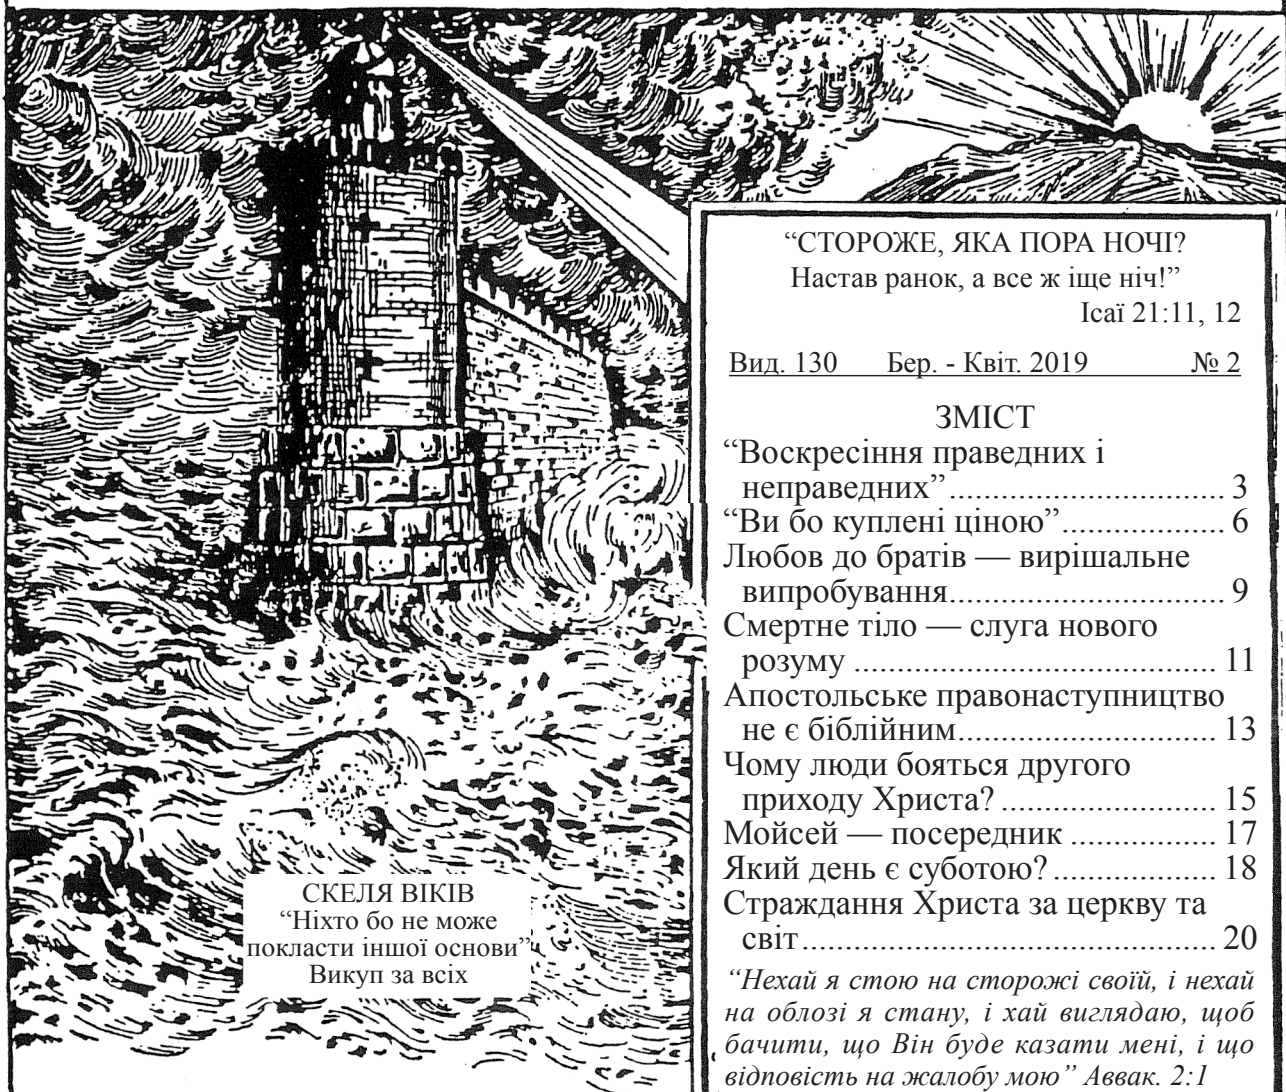 “СТОРОЖЕ, ЯКА ПОРА НОЧІ?
Настав ранок, а все ж іще ніч!”
Ісаї 21:11, 12
Вид. 130 Бер. - Квіт. 2019 № 2
ЗМІСТ
“Воскресіння праведних і
неправедних”............................ 3
“Ви бо куплені ціною”................ 6
Любов до братів — вирішальне
випробування............................ 9
Смертне тіло — слуга нового
розуму ..................................... 11
Апостольське правонаступництво
не є біблійним.......................... 13
Чому люди бояться другого
приходу Христа? ..................... 15
Мойсей — посередник .............. 17
Який день є суботою? ................ 18
Страждання Христа за церкву та
світ.......................................... 20
“Нехай я стою на сторожі своїй, і нехай
на облозі я стану, і хай виглядаю, щоб
бачити, що Він буде казати мені, і що
відповість на жалобу мою” Аввак. 2:1
СКЕЛЯ ВІКІВ
“Ніхто бо не може
покласти іншої основи”
Викуп за всіх